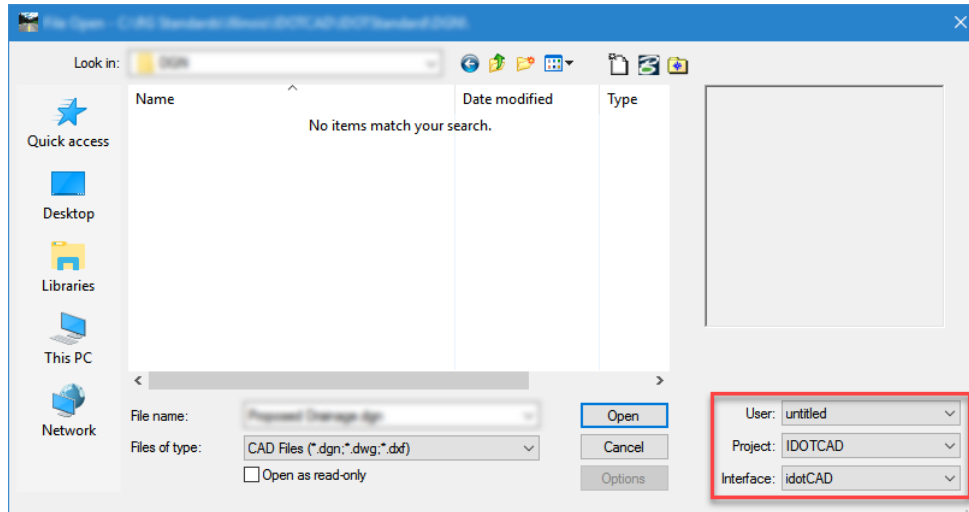 File Open -
Look in:
Name Date modified Type
No items match your search.
Quick access
Desktop
Libraries
This PC
Network
File name: Open
Files of type: CAD Files (*.dgn;*.dwg;*.dxf) Cancel
Open as read-only Options
User: untitled
Project: IDOTCAD
Interface: idotCAD